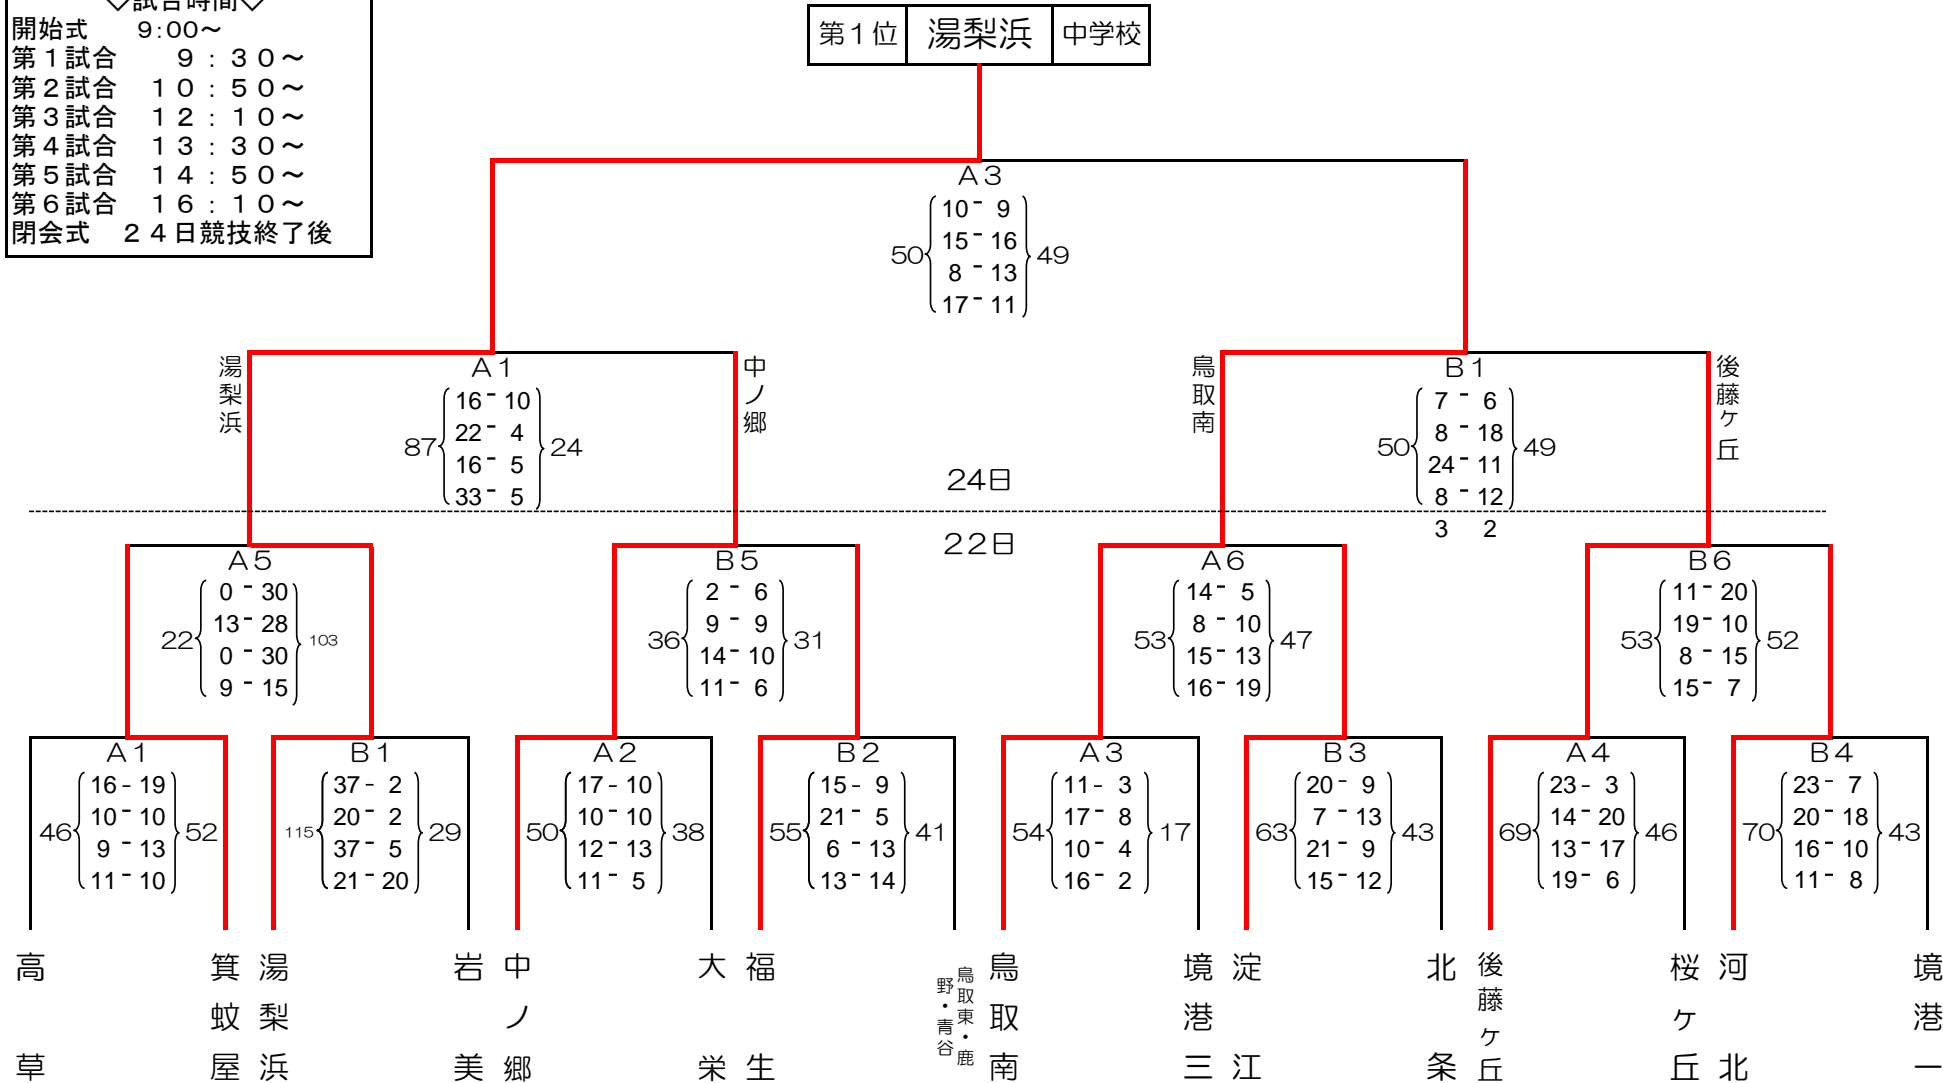 ◇試合時間◇
開始式 9:00～
第1試合 9:30～
第2試合 10:50～
第3試合 12:10～
第4試合 13:30～
第5試合 14:50～
第6試合 16:10～
閉会式 24日競技終了後
第1位 湯梨浜 中学校
A3
10 - 9
15 - 16
50 49
8 - 13
17 - 11
湯梨浜
A1
16 - 10
22 - 4
87 24
16 - 5
33 - 5
中ノ郷
鳥取南
B1
7 - 6
8 - 18
50 49
24 - 11
8 - 12
3 2
後藤ヶ丘
24日
22日
A5
0 - 30
13 - 28
22 103
0 - 30
9 - 15
B5
2 - 6
9 - 9
36 31
14 - 10
11 - 6
A6
14 - 5
8 - 10
53 47
15 - 13
16 - 19
B6
11 - 20
19 - 10
53 52
8 - 15
15 - 7
A1
16 - 19
10 - 10
46 52
9 - 13
11 - 10
B1
37 - 2
20 - 2
115 29
37 - 5
21 - 20
A2
17 - 10
10 - 10
50 38
12 - 13
11 - 5
B2
15 - 9
21 - 5
55 41
6 - 13
13 - 14
A3
11 - 3
17 - 8
54 17
10 - 4
16 - 2
B3
20 - 9
7 - 13
63 43
21 - 9
15 - 12
A4
23 - 3
14 - 20
69 46
13 - 17
19 - 6
B4
23 - 7
20 - 18
70 43
16 - 10
11 - 8
高草
箕蚊屋
湯梨浜
岩美
中ノ郷
大栄
福生
鳥取東・鹿
野・青谷
鳥取南
境港三
淀江
北条
後藤ヶ丘
桜ヶ丘
河北
境港一